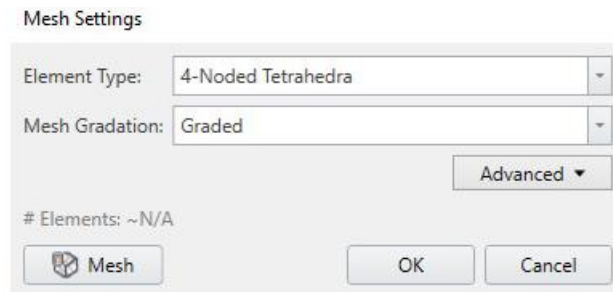 Mesh Settings
Element Type: 4-Noded Tetrahedra
Mesh Gradation: Graded
Advanced
# Elements: ~N/A
Mesh OK Cancel